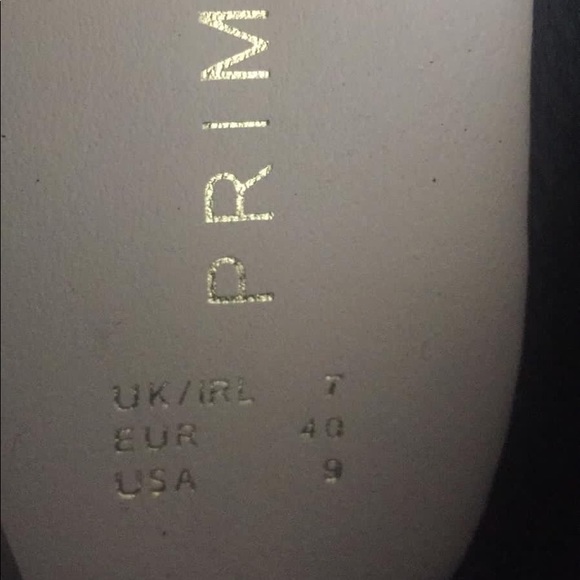 PRIM
UK/IRL 7
EUR 40
USA 9